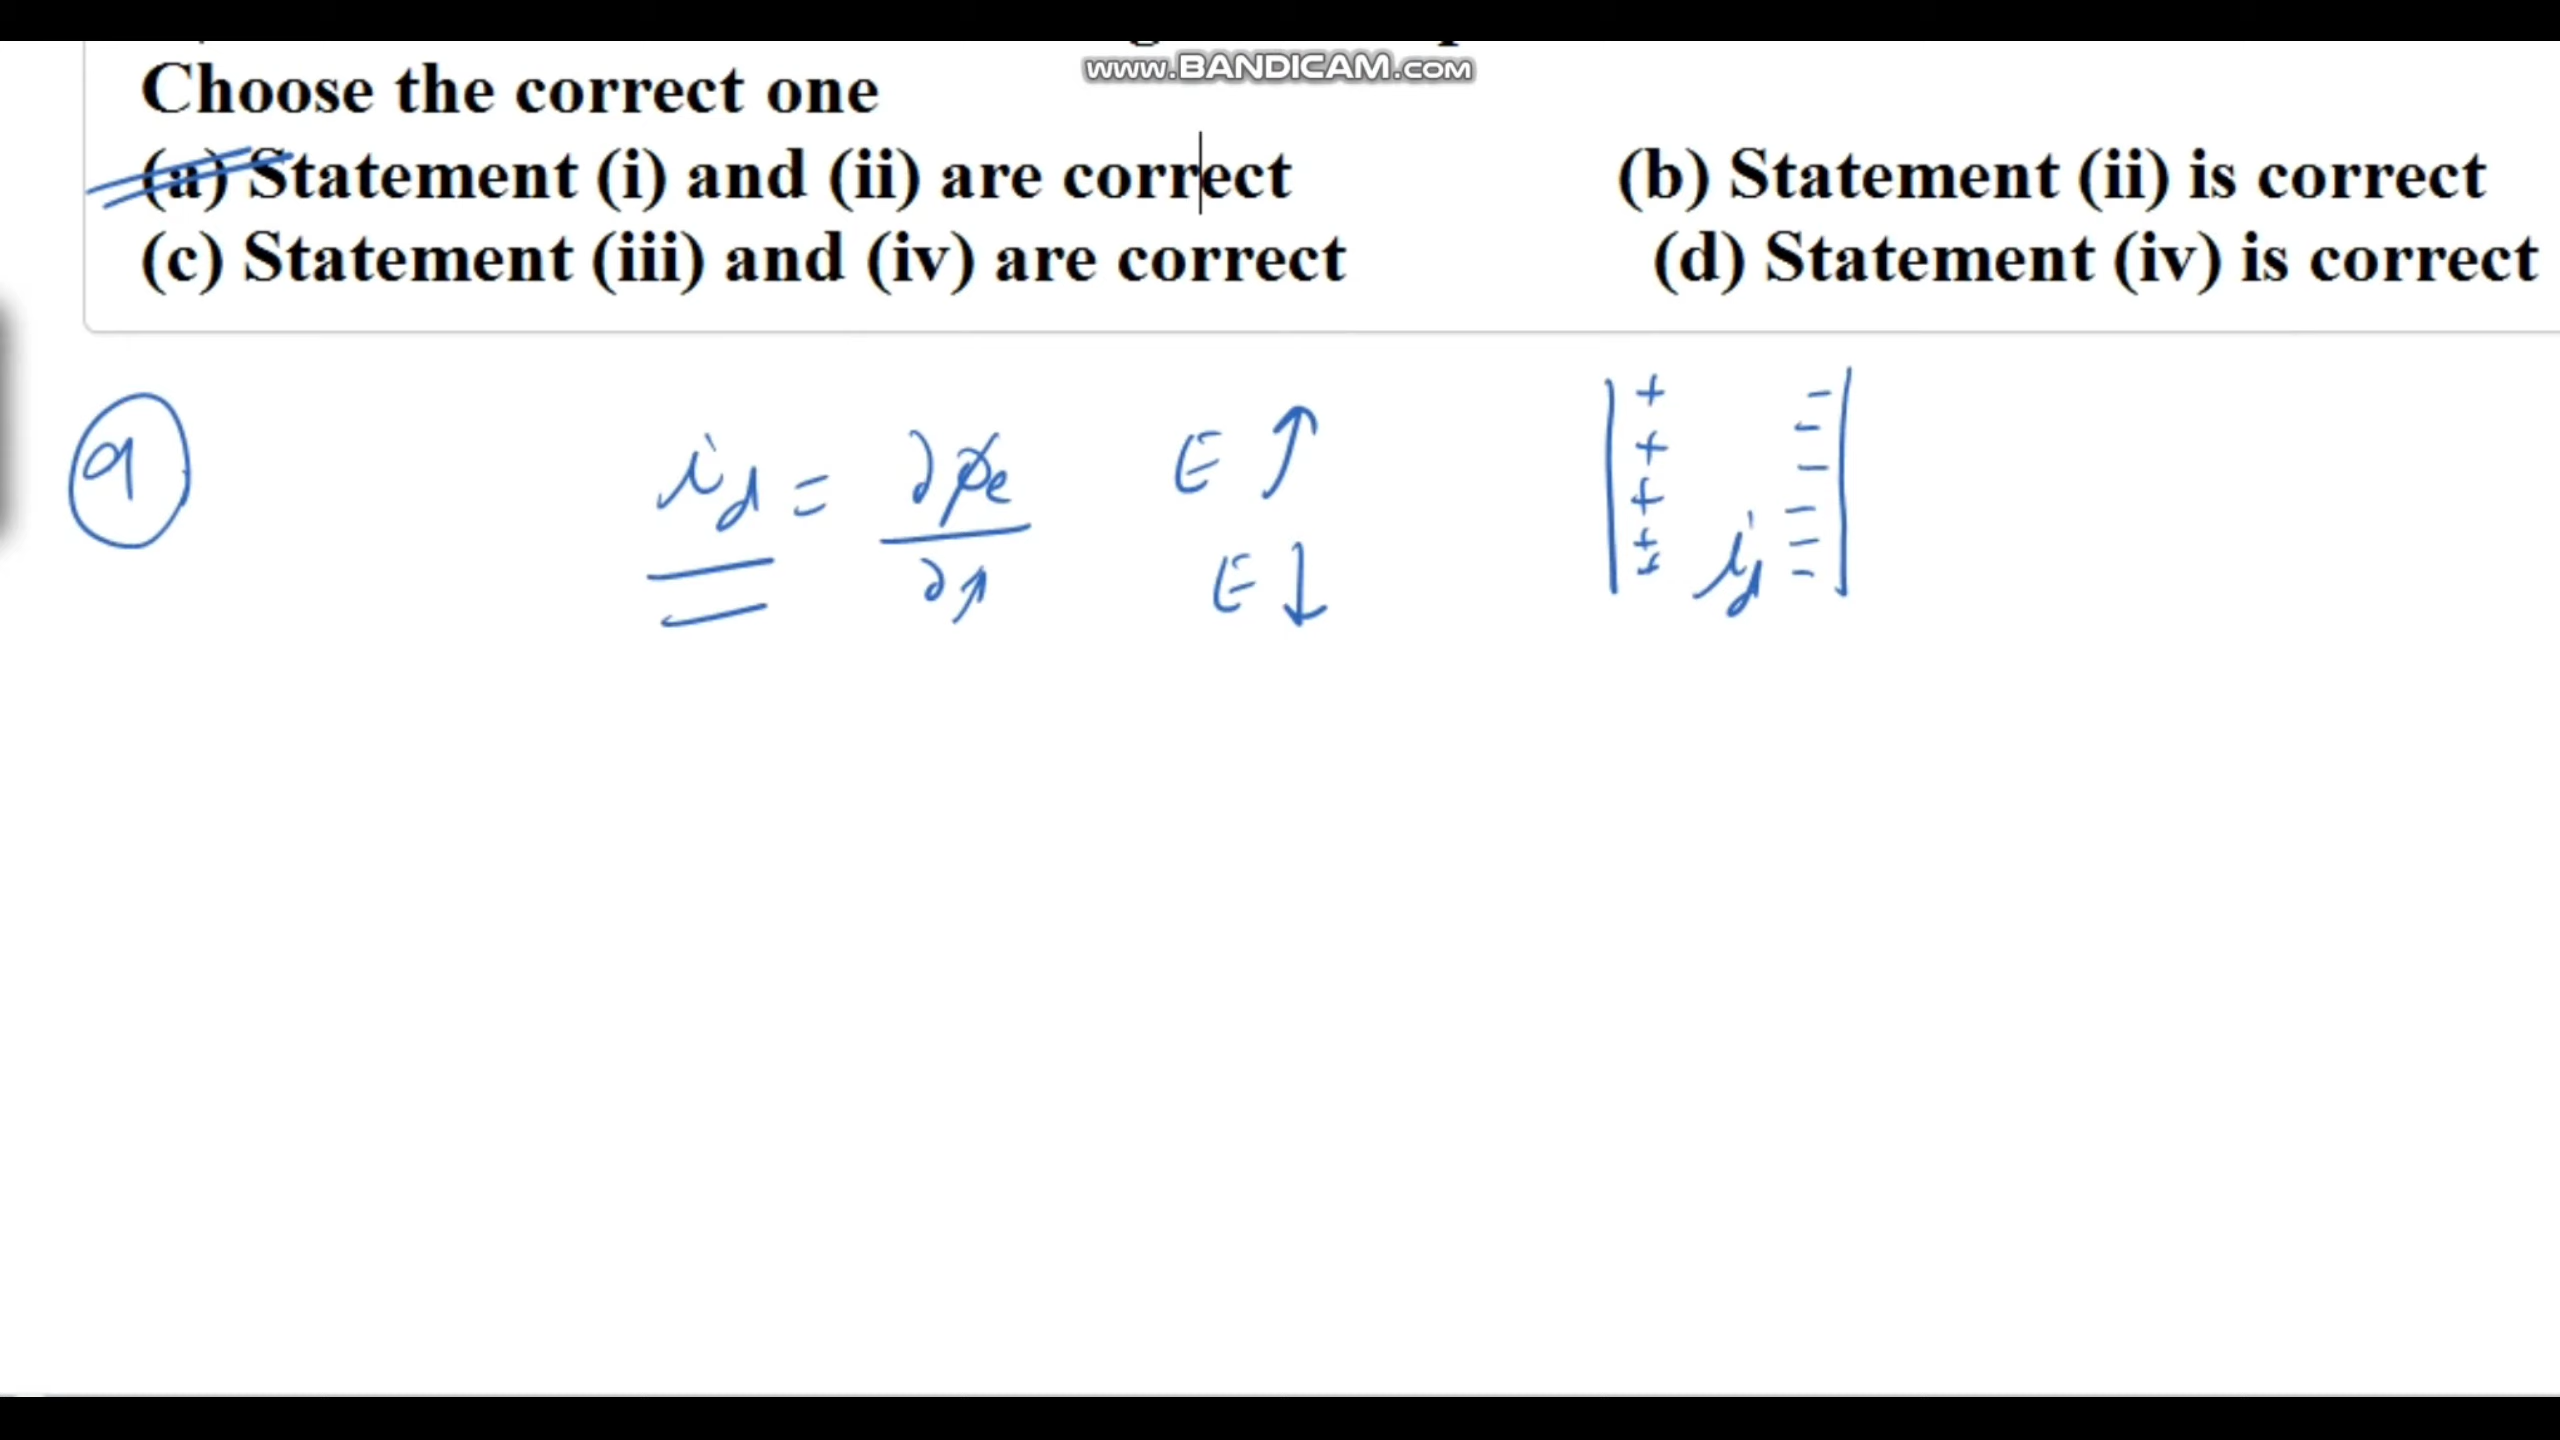 www.BANDICAM.com
Choose the correct one
(a) Statement (i) and (ii) are correct (b) Statement (ii) is correct
(c) Statement (iii) and (iv) are correct (d) Statement (iv) is correct
a
i_d = ∂φ_e / ∂t
E ↑
E ↓
+ + + + +
- - - - - -
i_d